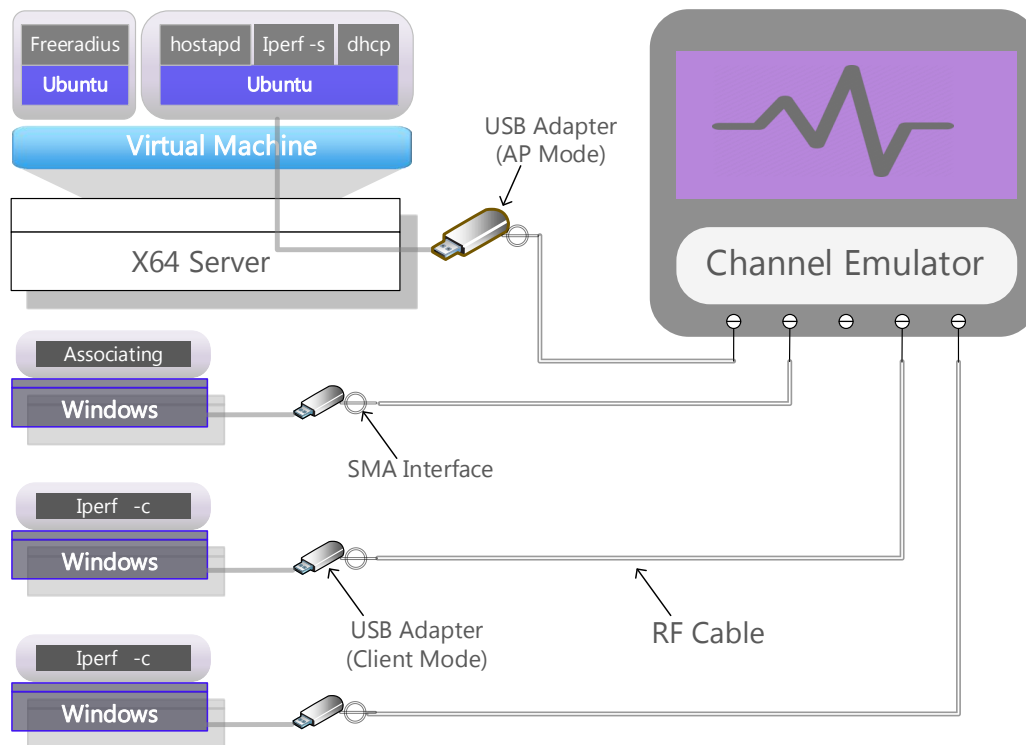 Freeradius
Ubuntu
hostapd
Iperf -s
dhcp
Ubuntu
Virtual Machine
X64 Server
USB Adapter
(AP Mode)
Channel Emulator
Associating
Windows
SMA Interface
Iperf -c
Windows
USB Adapter
(Client Mode)
RF Cable
Iperf -c
Windows